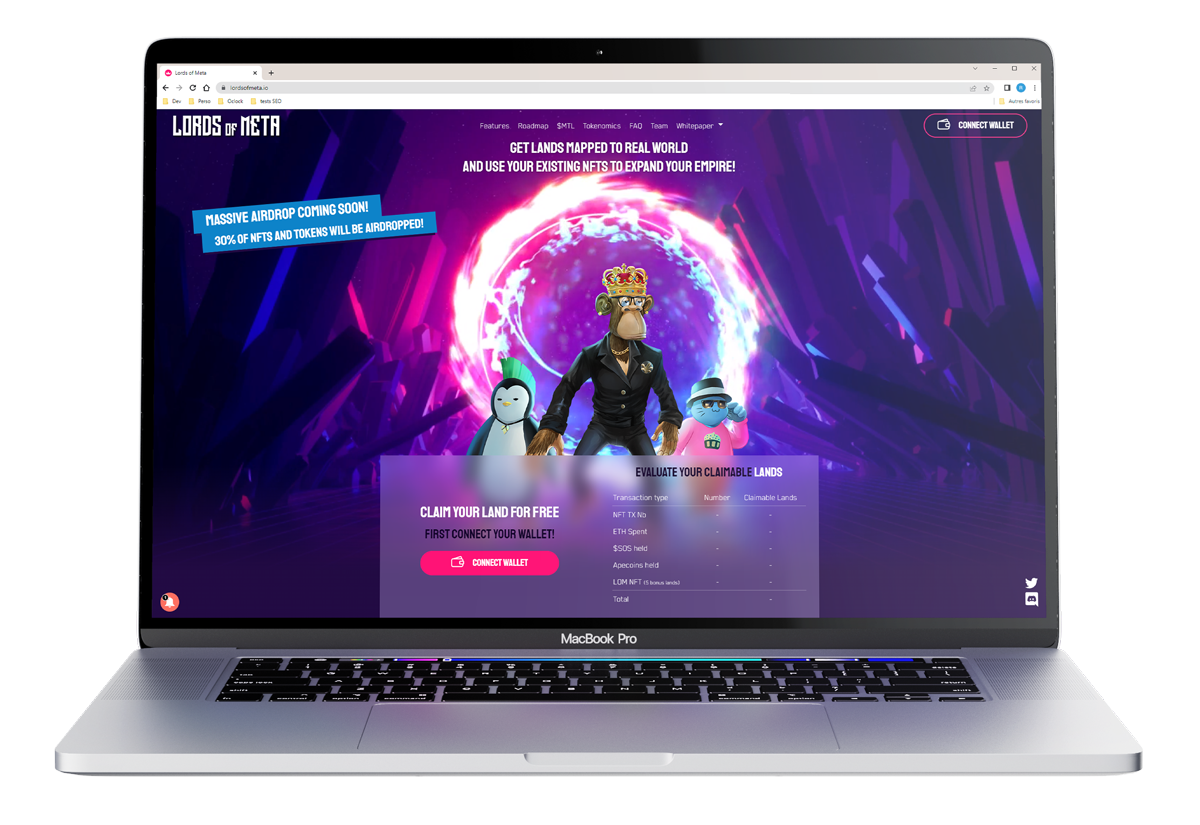 Lords of Meta
lordsofmeta.io
Dev Perso Gclock tests SEO Autres favoris
LORDS OF META
Features Roadmap $MTL Tokenomics FAQ Team Whitepaper
CONNECT WALLET
GET LANDS MAPPED TO REAL WORLD
AND USE YOUR EXISTING NFTS TO EXPAND YOUR EMPIRE!
MASSIVE AIRDROP COMING SOON!
30% OF NFTS AND TOKENS WILL BE AIRDROPPED!
CLAIM YOUR LAND FOR FREE
FIRST CONNECT YOUR WALLET!
CONNECT WALLET
EVALUATE YOUR CLAIMABLE LANDS
Transaction type Number Claimable Lands
NFT TX Nb - -
ETH Spent - -
$SOS held - -
Apecoins held - -
LOM NFT (5 bonus lands) - -
Total -
MacBook Pro